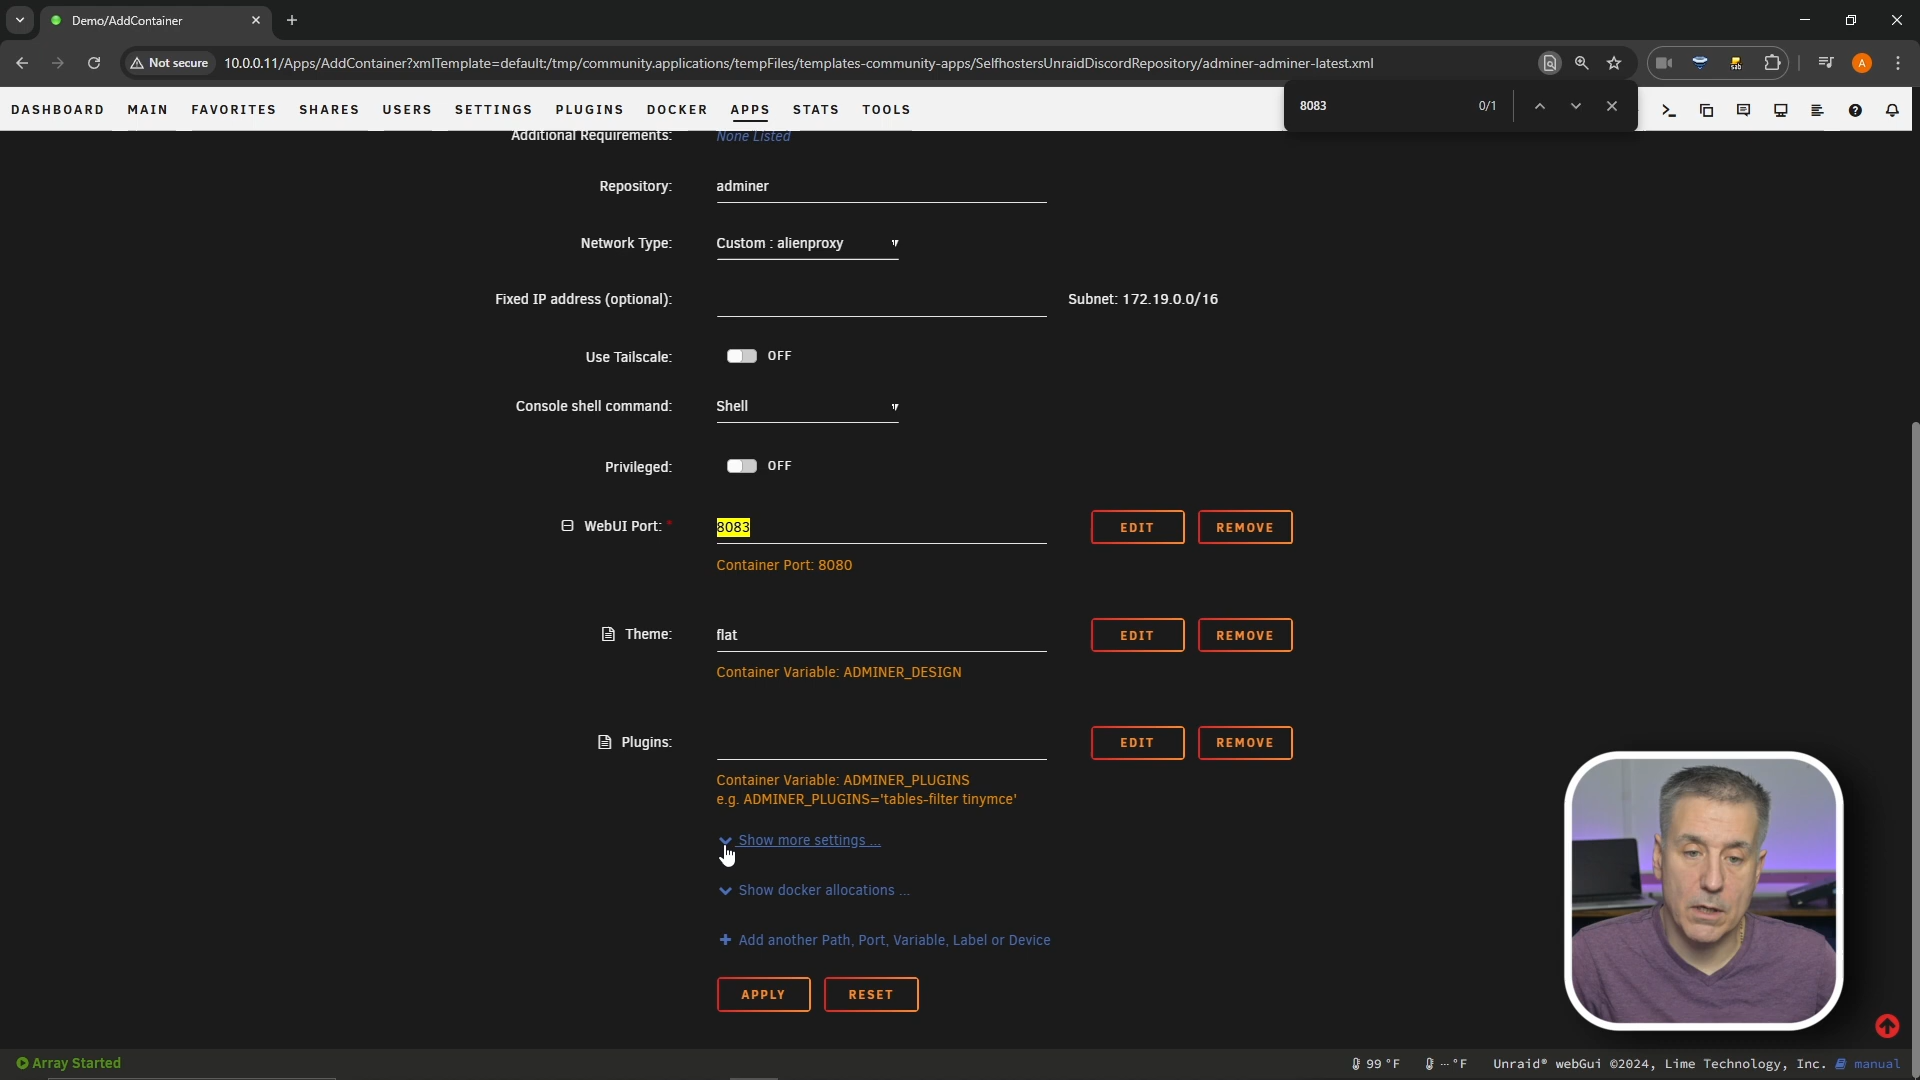 Demo/AddContainer
Not secure
10.0.0.11/Apps/AddContainer?xmlTemplate=default:/tmp/community.applications/tempFiles/templates-community-apps/SelfhostersUnraidDiscordRepository/adminer-adminer-latest.xml
A
8083 0/1
DASHBOARD MAIN FAVORITES SHARES USERS SETTINGS PLUGINS DOCKER APPS STATS TOOLS
Additional Requirements: None Listed
Repository: adminer
Network Type: Custom : alienproxy
Fixed IP address (optional): Subnet: 172.19.0.0/16
Use Tailscale: OFF
Console shell command: Shell
Privileged: OFF
WebUI Port: * 8083 EDIT REMOVE
Container Port: 8080
Theme: flat EDIT REMOVE
Container Variable: ADMINER_DESIGN
Plugins: EDIT REMOVE
Container Variable: ADMINER_PLUGINS
e.g. ADMINER_PLUGINS='tables-filter tinymce'
Show more settings ...
Show docker allocations ...
Add another Path, Port, Variable, Label or Device
APPLY RESET
Array Started 99 °F --- °F Unraid® webGui ©2024, Lime Technology, Inc. manual